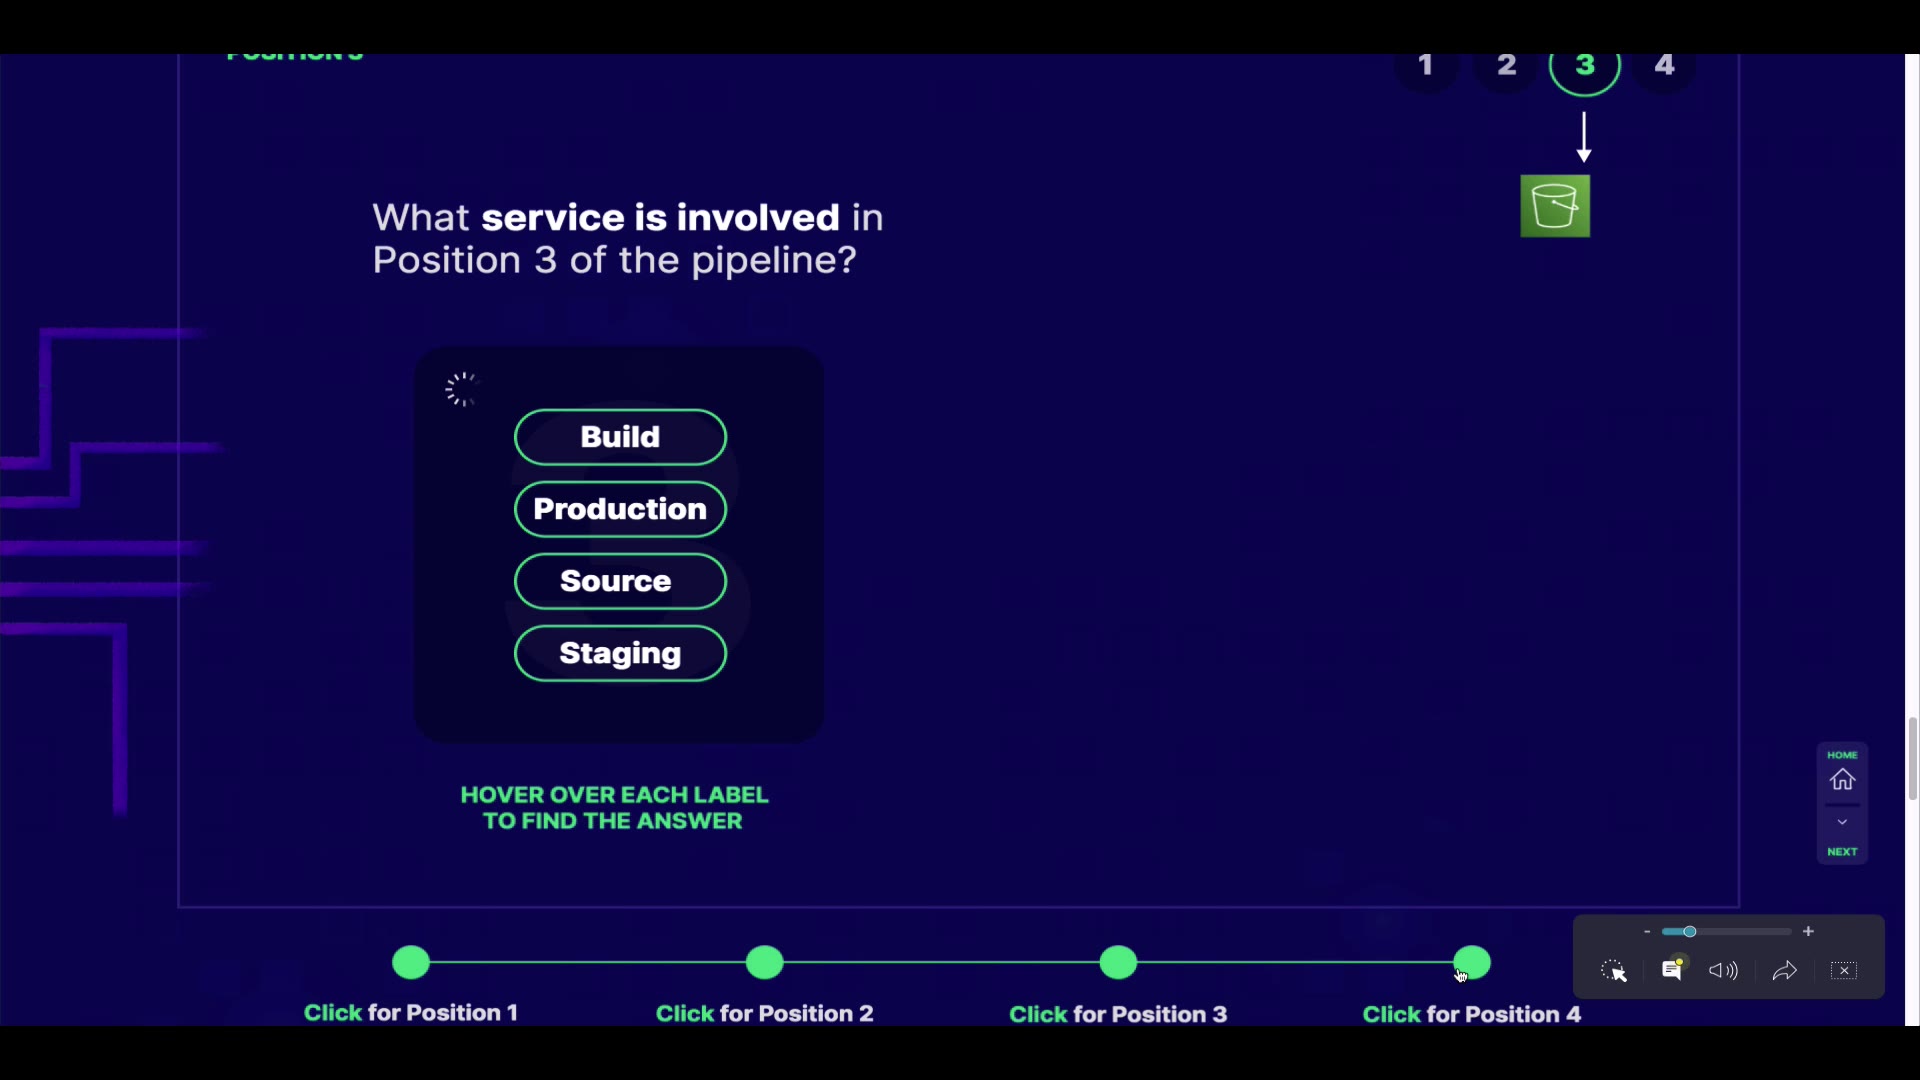 POSITION 3
1 2 3 4
What service is involved in
Position 3 of the pipeline?
Build
Production
Source
Staging
HOVER OVER EACH LABEL
TO FIND THE ANSWER
HOME
NEXT
- +
Click for Position 1
Click for Position 2
Click for Position 3
Click for Position 4